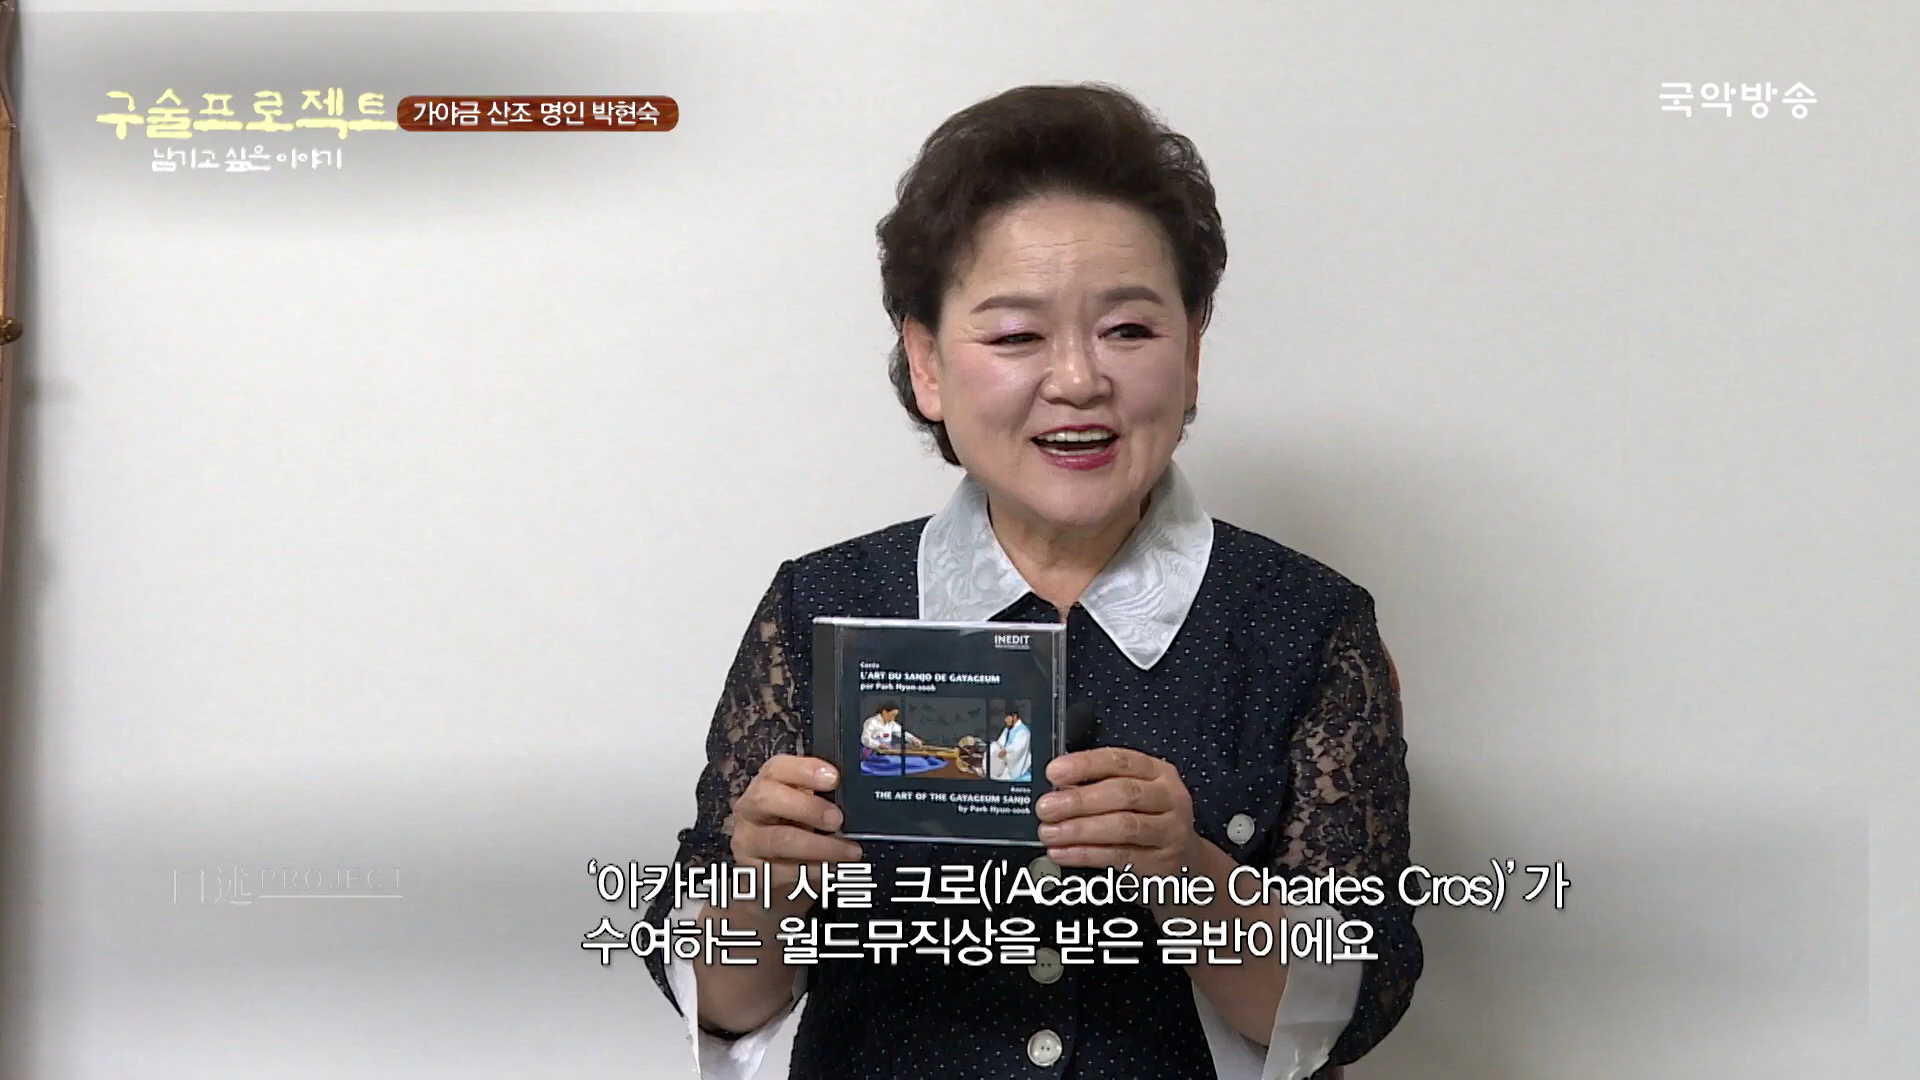 구술프로젝트
가야금 산조 명인 박현숙
남기고 싶은 이야기
국악방송
INEDIT
Corée
L'ART DU SANJO DE GAYAGEUM
par Park Hyun-sook
Korea
THE ART OF THE GAYAGEUM SANJO
by Park Hyun-sook
口述 PROJECT
‘아카데미 샤를 크로(l'Académie Charles Cros)’가
수여하는 월드뮤직상을 받은 음반이에요